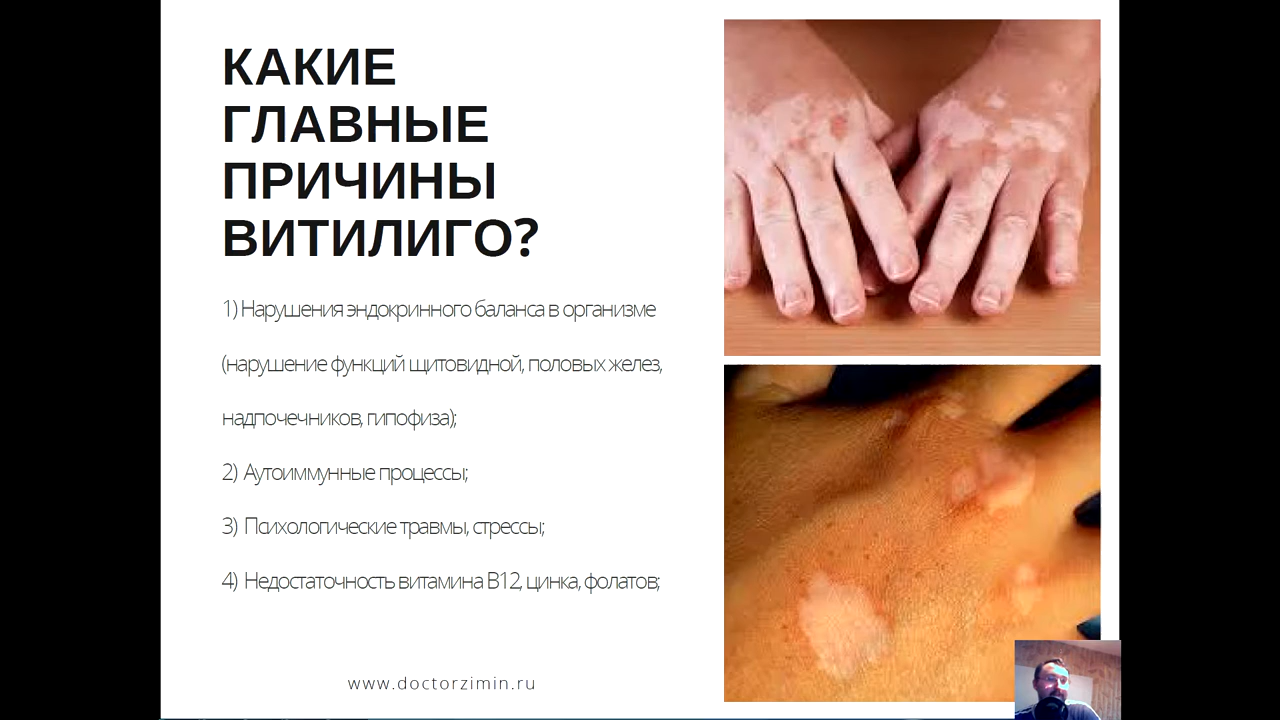 КАКИЕ
ГЛАВНЫЕ
ПРИЧИНЫ
ВИТИЛИГО?
1) Нарушения эндокринного баланса в организме
(нарушение функций щитовидной, половых желез,
надпочечников, гипофиза);
2) Аутоиммунные процессы;
3) Психологические травмы, стрессы;
4) Недостаточность витамина В12, цинка, фолатов;
www.doctorzimin.ru